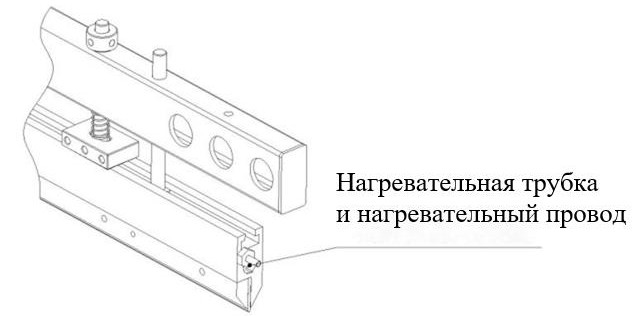 Нагревательная трубка
и нагревательный провод